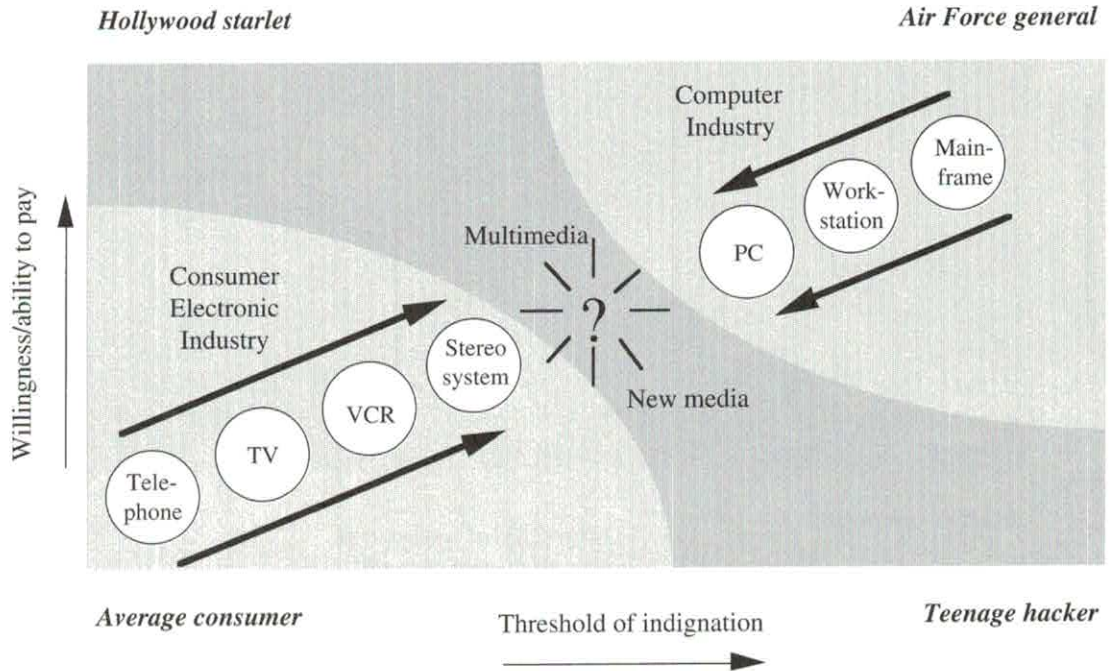 Hollywood starlet
Air Force general
Computer
Industry
Main-
frame
Work-
station
PC
Willingness/ability to pay
Multimedia
?
New media
Consumer
Electronic
Industry
Stereo
system
VCR
TV
Tele-
phone
Average consumer
Threshold of indignation
Teenage hacker